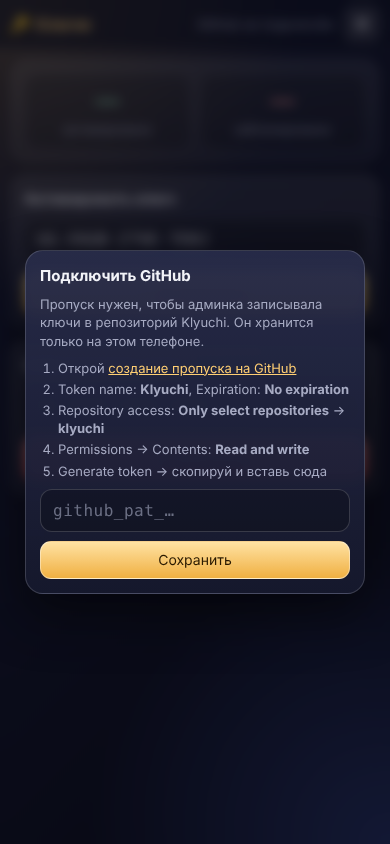 Подключить GitHub
Пропуск нужен, чтобы админка записывала
ключи в репозиторий Klyuchi. Он хранится
только на этом телефоне.
1. Открой создание пропуска на GitHub
2. Token name: Klyuchi, Expiration: No expiration
3. Repository access: Only select repositories →
klyuchi
4. Permissions → Contents: Read and write
5. Generate token → скопируй и вставь сюда
github_pat_…
Сохранить